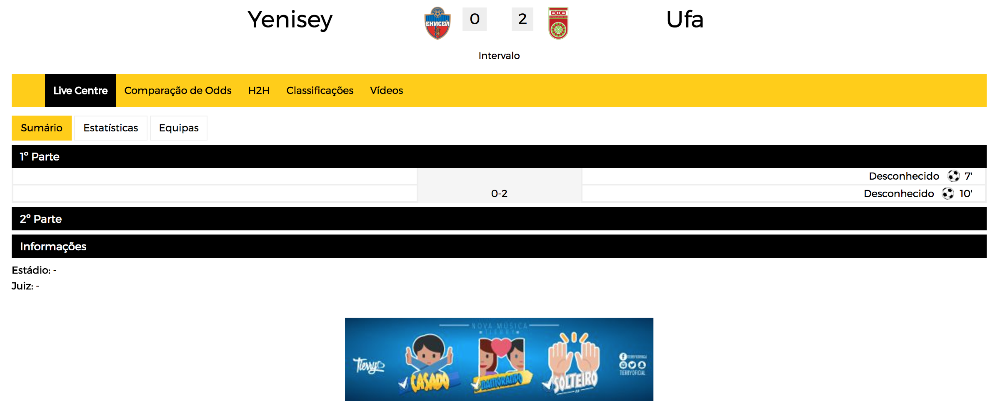 Yenisey
ЕНИСЕЙ
0
2
Ufa
Intervalo
Live Centre
Comparação de Odds
H2H
Classificações
Vídeos
Sumário
Estatísticas
Equipas
1º Parte
Desconhecido 7'
0-2
Desconhecido 10'
2º Parte
Informações
Estádio: -
Juiz: -
NOVA MÚSICA
TIERRY
Tierry
CASADO
NAMORANDO
SOLTEIRO
TIERRYOFICIAL